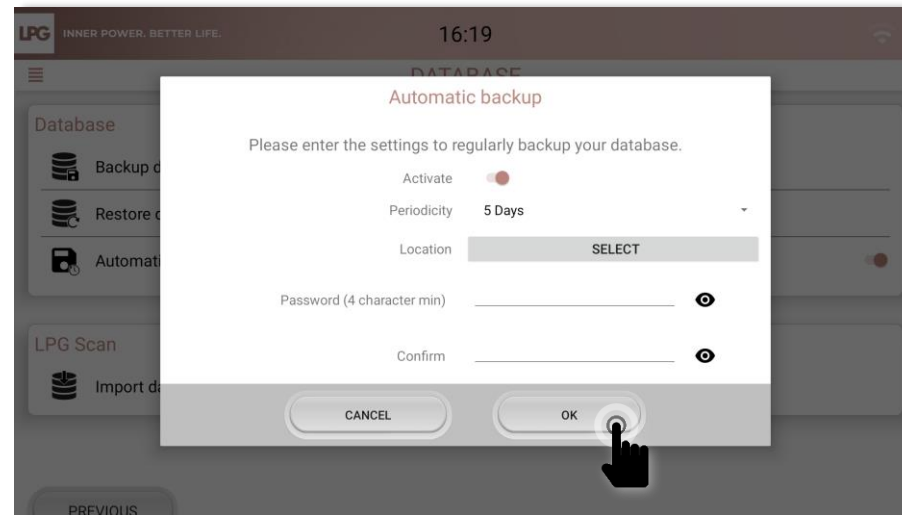 LPG INNER POWER. BETTER LIFE. 16:19
DATABASE
Automatic backup
Database
Please enter the settings to regularly backup your database.
Backup d
Activate
Periodicity 5 Days
Restore d
Location SELECT
Automati
Password (4 character min)
LPG Scan
Confirm
Import da
CANCEL OK
PREVIOUS